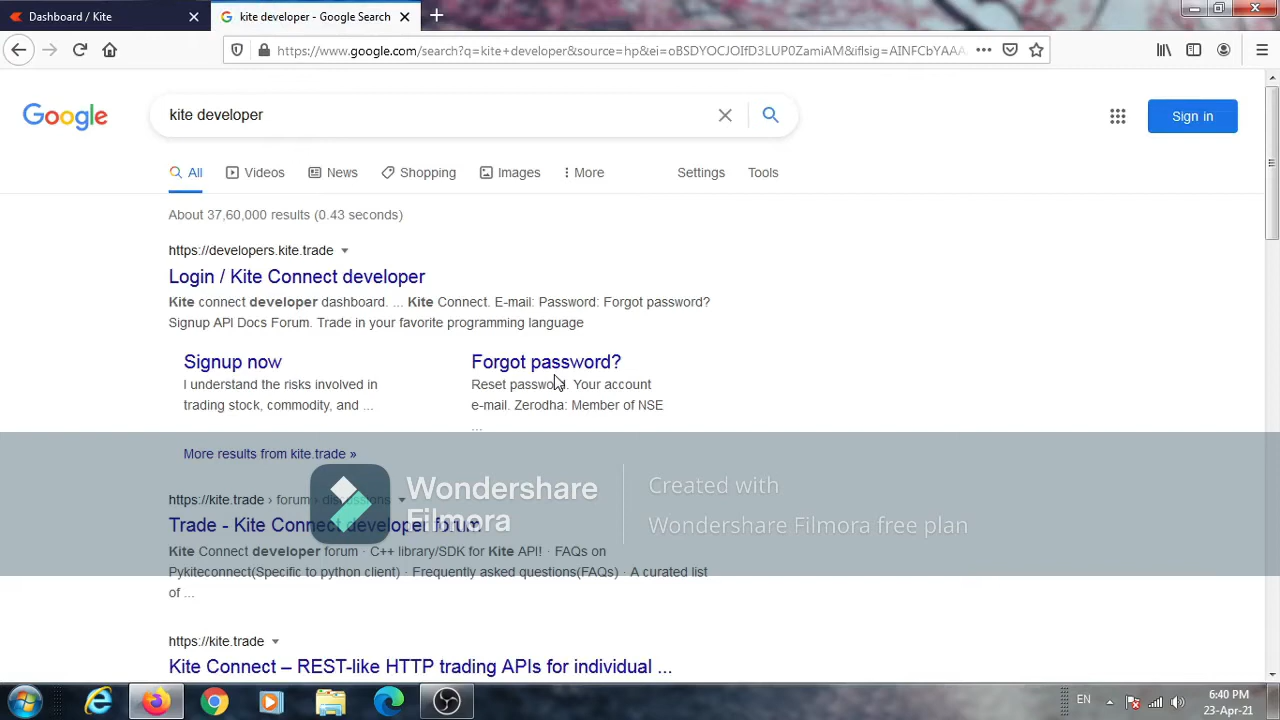 Dashboard / Kite
kite developer - Google Search
https://www.google.com/search?q=kite+developer&source=hp&ei=oBSDYOCJOIfD3LUP0ZamiAM&iflsig=AINFCbYAAA
Google
kite developer
Sign in
All
Videos
News
Shopping
Images
More
Settings
Tools
About 37,60,000 results (0.43 seconds)
https://developers.kite.trade
Login / Kite Connect developer
Kite connect developer dashboard. ... Kite Connect. E-mail: Password: Forgot password?
Signup API Docs Forum. Trade in your favorite programming language
Signup now
I understand the risks involved in
trading stock, commodity, and ...
Forgot password?
Reset password. Your account
e-mail. Zerodha: Member of NSE
...
More results from kite.trade »
https://kite.trade › forum › discussions
Trade - Kite Connect developer forum
Kite Connect developer forum · C++ library/SDK for Kite API! · FAQs on
Pykiteconnect(Specific to python client) · Frequently asked questions(FAQs) · A curated list
of ...
Wondershare
Filmora
Created with
Wondershare Filmora free plan
https://kite.trade
Kite Connect – REST-like HTTP trading APIs for individual ...
EN
6:40 PM
23-Apr-21